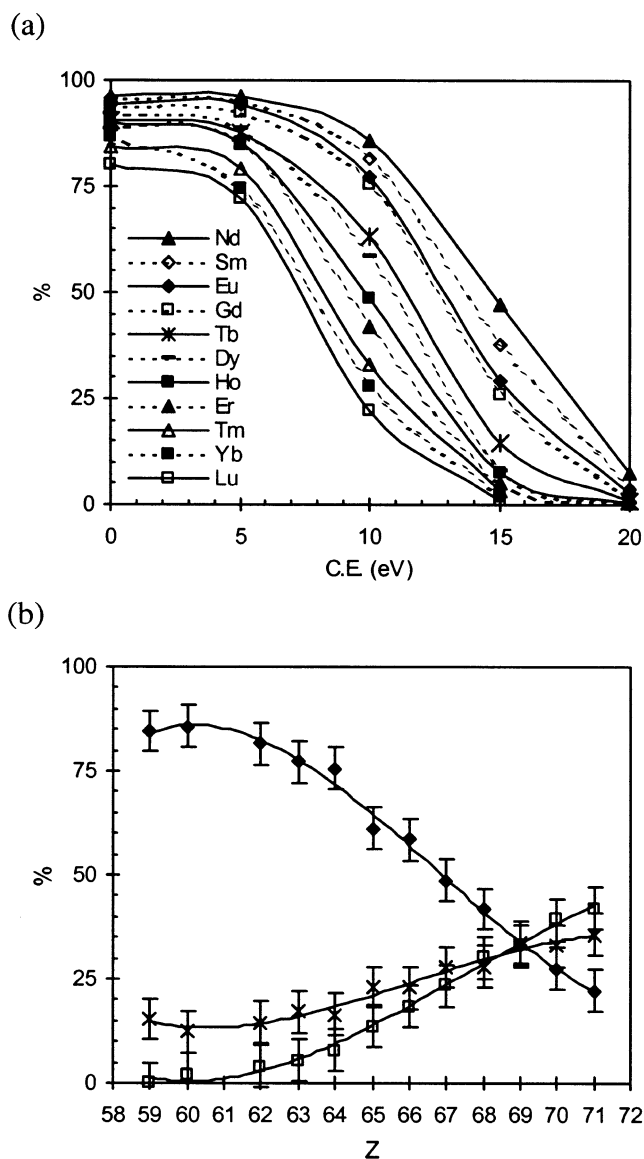 (a)
100
75
50
25
0
%
Nd
Sm
Eu
Gd
Tb
Dy
Ho
Er
Tm
Yb
Lu
0 5 10 15 20
C.E. (eV)
(b)
100
75
50
25
0
%
58 59 60 61 62 63 64 65 66 67 68 69 70 71 72
Z